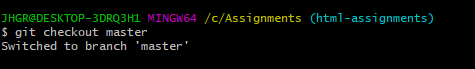 JHGR@DESKTOP-3DRQ3H1 MINGW64 /c/Assignments (html-assignments)
$ git checkout master
Switched to branch 'master'